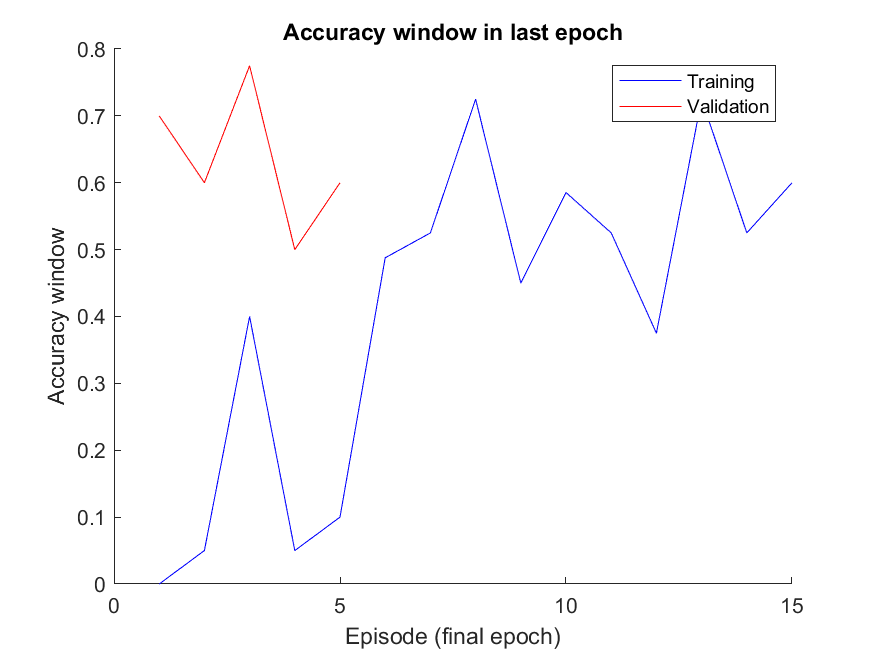 Accuracy window in last epoch
Training
Validation
0.8
0.7
0.6
0.5
0.4
0.3
0.2
0.1
0
Accuracy window
0
5
10
15
Episode (final epoch)